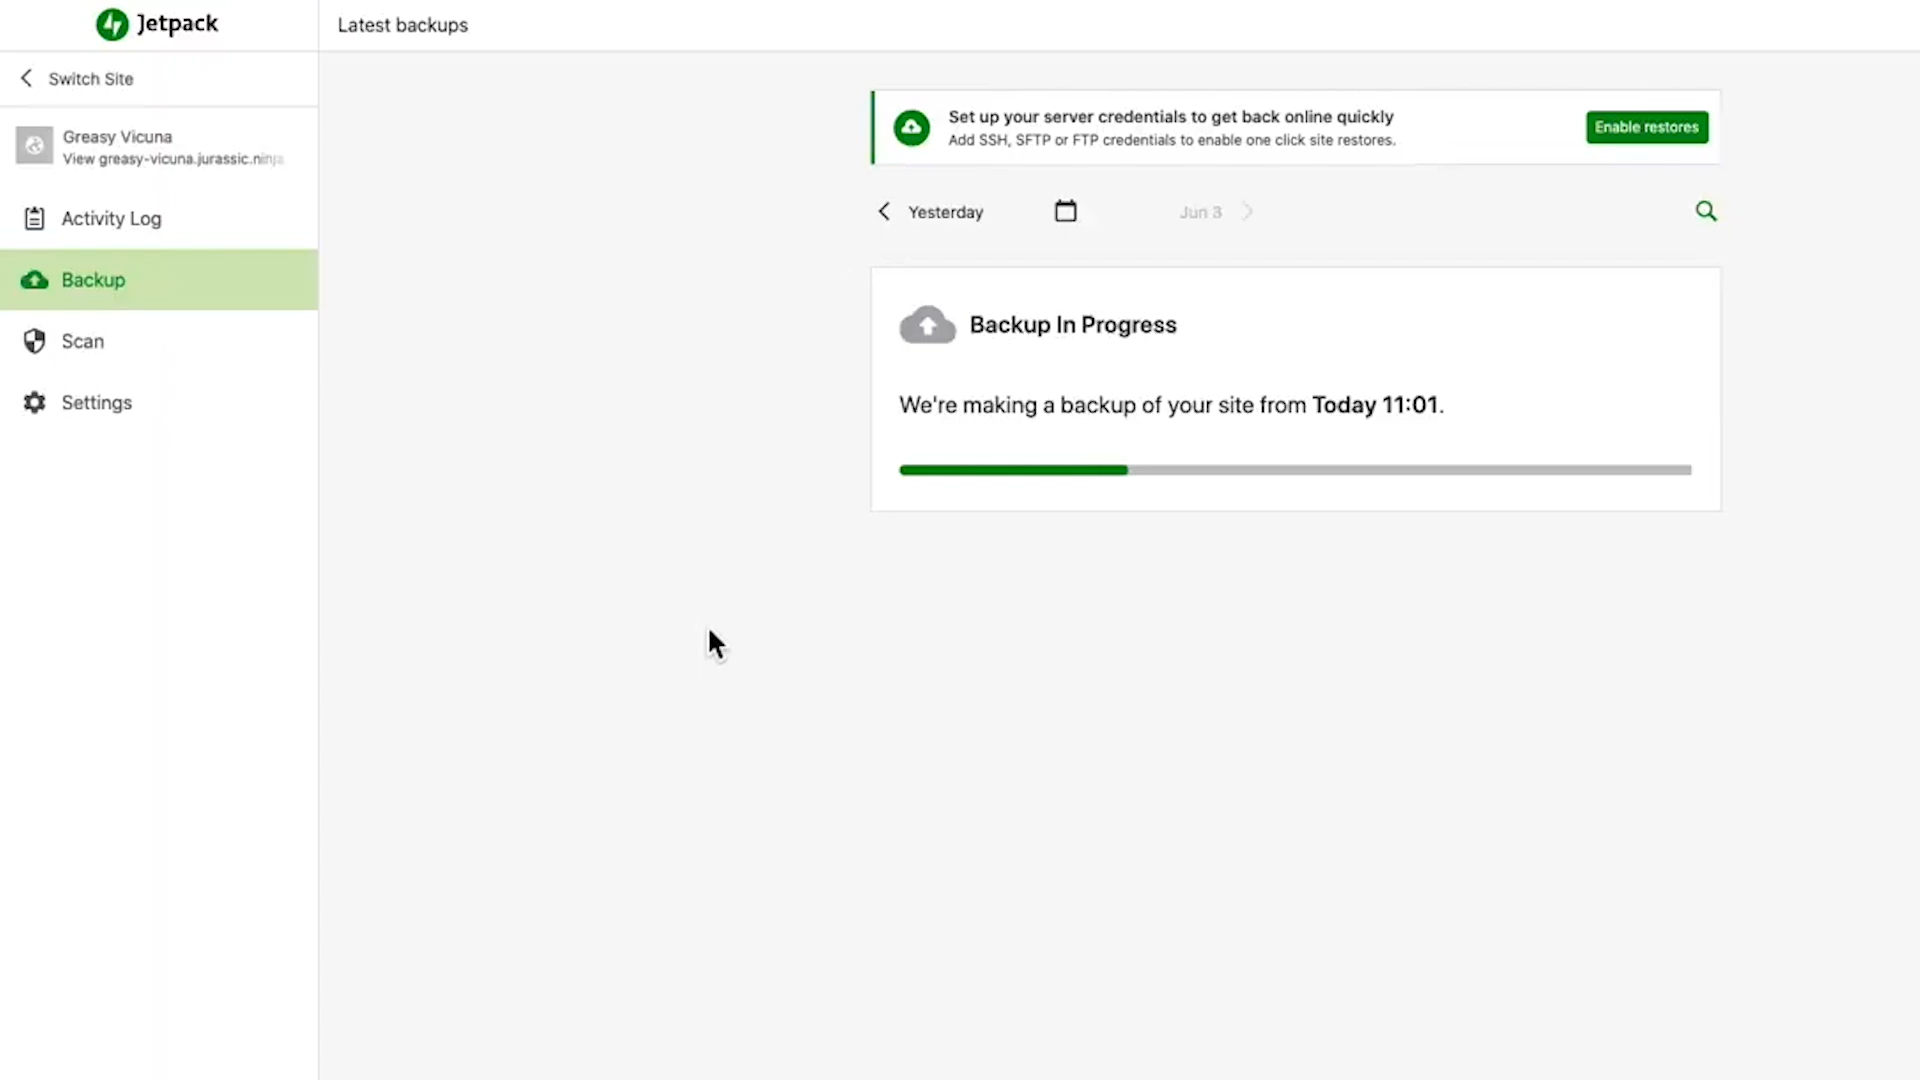 Jetpack
Latest backups
Switch Site
Greasy Vicuna
View greasy-vicuna.jurassic.ninja
Activity Log
Backup
Scan
Settings
Set up your server credentials to get back online quickly
Add SSH, SFTP or FTP credentials to enable one click site restores.
Enable restores
Yesterday
Jun 3
Backup In Progress
We're making a backup of your site from Today 11:01.